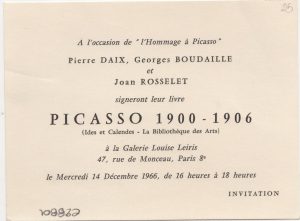 25
A l'occasion de "l'Hommage à Picasso"
Pierre DAIX, Georges BOUDAILLE
et
Joan ROSSELET
signeront leur livre
PICASSO 1900 - 1906
(Ides et Calendes - La Bibliothèque des Arts)
à la Galerie Louise Leiris
47, rue de Monceau, Paris 8e
le Mercredi 14 Décembre 1966, de 16 heures à 18 heures
INVITATION